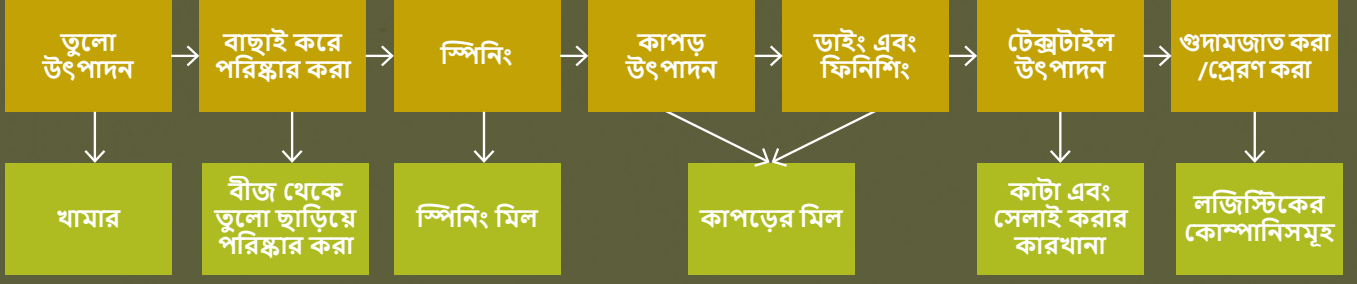 তুলো
উৎপাদন
বাছাই করে
পরিষ্কার করা
স্পিনিং
কাপড়
উৎপাদন
ডাইং এবং
ফিনিশিং
টেক্সটাইল
উৎপাদন
গুদামজাত করা
/প্রেরণ করা
খামার
বীজ থেকে
তুলো ছাড়িয়ে
পরিষ্কার করা
স্পিনিং মিল
কাপড়ের মিল
কাটা এবং
সেলাই করার
কারখানা
লজিস্টিকের
কোম্পানিসমূহ